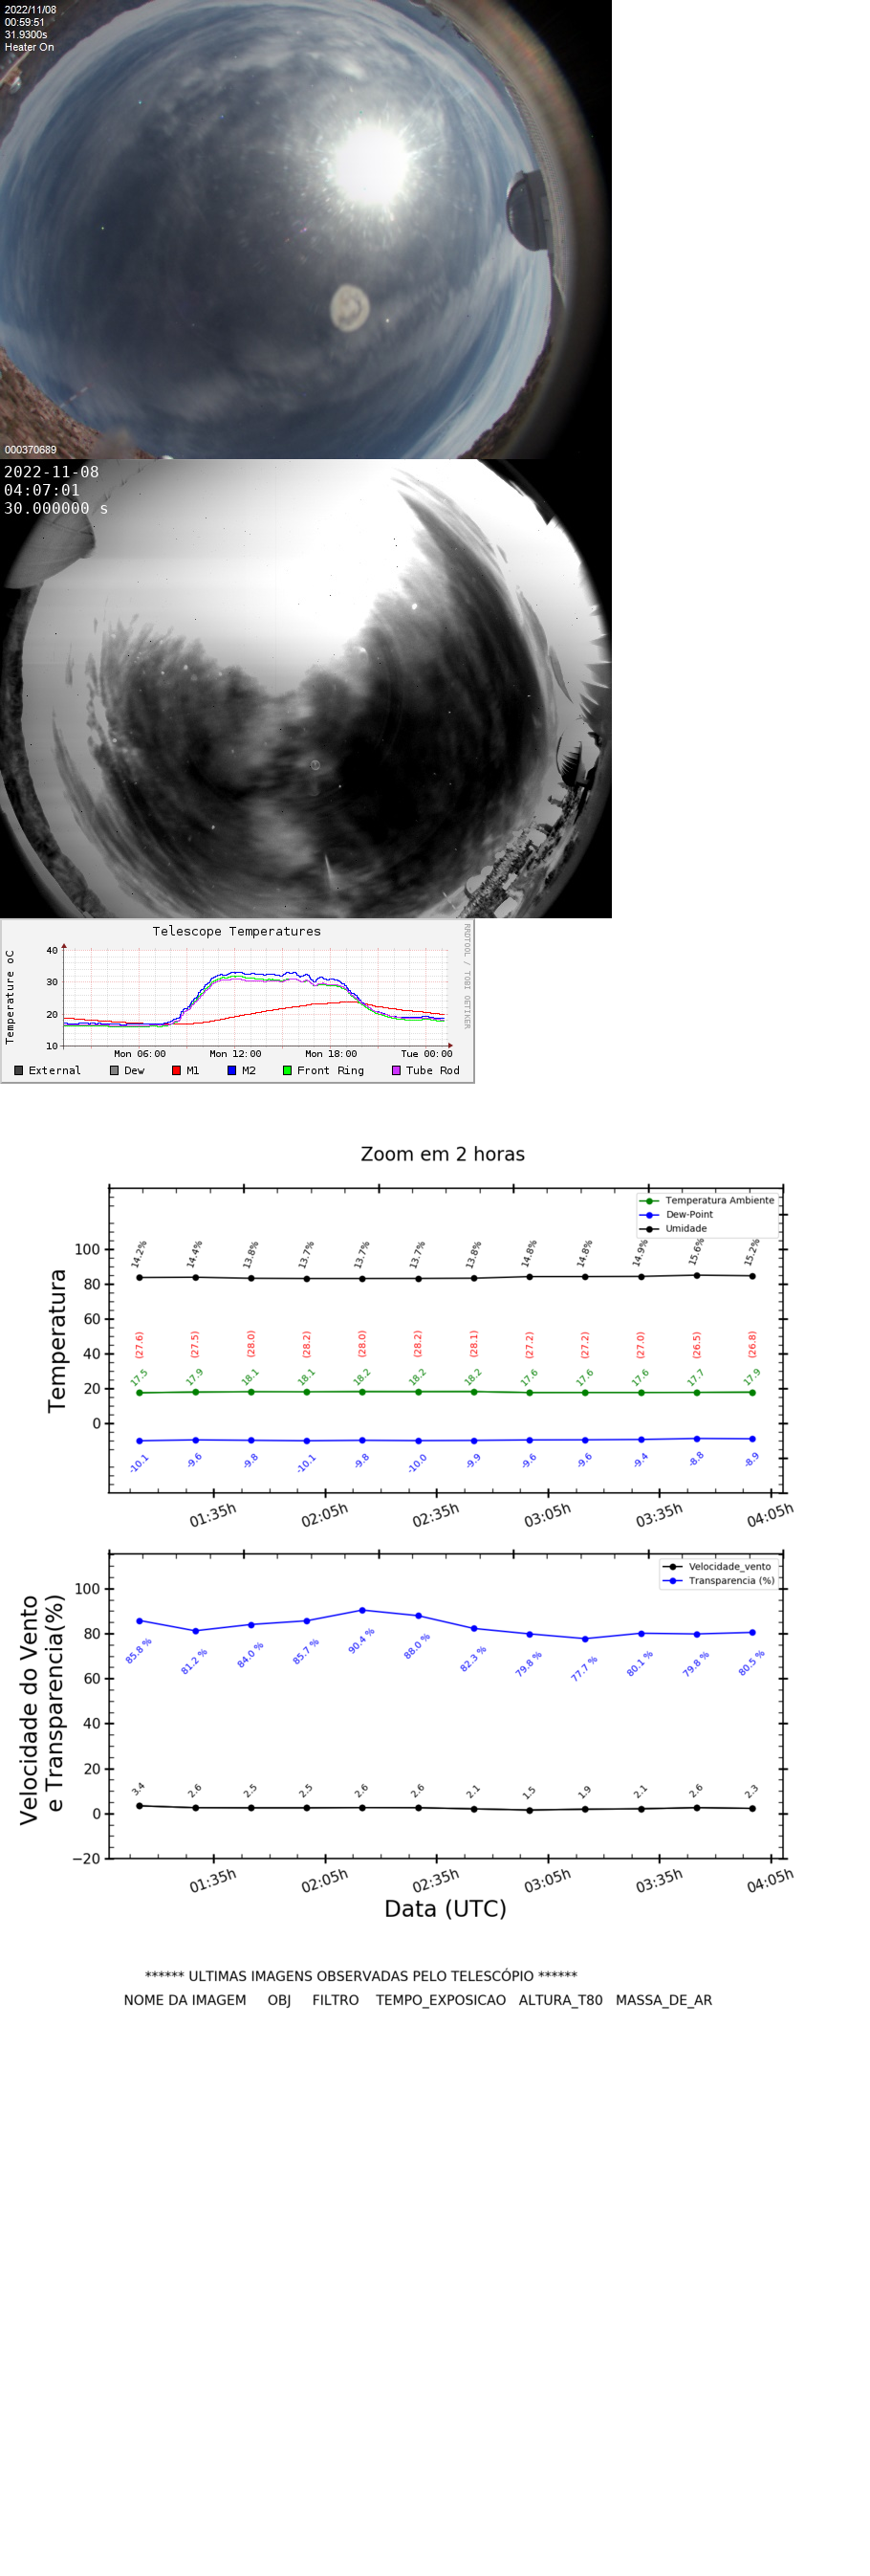 2022/11/08
00:59:51
31.9300s
Heater On
000370689
2022-11-08
04:07:01
30.000000 s
Telescope Temperatures
RRDTOOL / TOBI OETIKER
Temperature oC
40
30
20
10
Mon 06:00 Mon 12:00 Mon 18:00 Tue 00:00
External Dew M1 M2 Front Ring Tube Rod
Zoom em 2 horas
Temperatura
Temperatura Ambiente
Dew-Point
Umidade
100
80
60
40
20
0
14.2% 14.4% 13.8% 13.7% 13.7% 13.7% 13.8% 14.8% 14.8% 14.9% 15.6% 15.2%
(27.6) (27.5) (28.0) (28.2) (28.0) (28.2) (28.1) (27.2) (27.2) (27.0) (26.5) (26.8)
17.5 17.9 18.1 18.1 18.2 18.2 18.2 17.6 17.6 17.6 17.7 17.9
-10.1 -9.6 -9.8 -10.1 -9.8 -10.0 -9.9 -9.6 -9.6 -9.4 -8.8 -8.9
01:35h 02:05h 02:35h 03:05h 03:35h 04:05h
Velocidade do Vento
e Transparencia(%)
Velocidade_vento
Transparencia (%)
100
80
60
40
20
0
−20
85.8 % 81.2 % 84.0 % 85.7 % 90.4 % 88.0 % 82.3 % 79.8 % 77.7 % 80.1 % 79.8 % 80.5 %
3.4 2.6 2.5 2.5 2.6 2.6 2.1 1.5 1.9 2.1 2.6 2.3
01:35h 02:05h 02:35h 03:05h 03:35h 04:05h
Data (UTC)
****** ULTIMAS IMAGENS OBSERVADAS PELO TELESCÓPIO ******
NOME DA IMAGEM OBJ FILTRO TEMPO_EXPOSICAO ALTURA_T80 MASSA_DE_AR